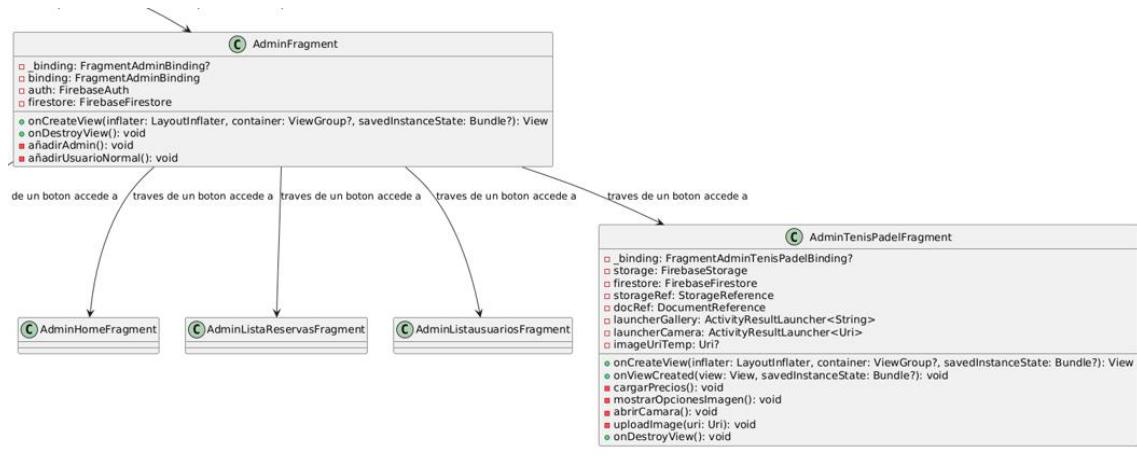 C AdminFragment
_binding: FragmentAdminBinding?
binding: FragmentAdminBinding
auth: FirebaseAuth
firestore: FirebaseFirestore
onCreateView(inflater: LayoutInflater, container: ViewGroup?, savedInstanceState: Bundle?): View
onDestroyView(): void
añadirAdmin(): void
añadirUsuarioNormal(): void
de un boton accede a
traves de un boton accede a
traves de un boton accede a
traves de un boton accede a
traves de un boton accede a
C AdminTenisPadelFragment
_binding: FragmentAdminTenisPadelBinding?
storage: FirebaseStorage
firestore: FirebaseFirestore
storageRef: StorageReference
docRef: DocumentReference
launcherGallery: ActivityResultLauncher<String>
launcherCamera: ActivityResultLauncher<Uri>
imageUriTemp: Uri?
onCreateView(inflater: LayoutInflater, container: ViewGroup?, savedInstanceState: Bundle?): View
onViewCreated(view: View, savedInstanceState: Bundle?): void
cargarPrecios(): void
mostrarOpcionesImagen(): void
abrirCamara(): void
uploadImage(uri: Uri): void
onDestroyView(): void
C AdminHomeFragment
C AdminListaReservasFragment
C AdminListausuariosFragment